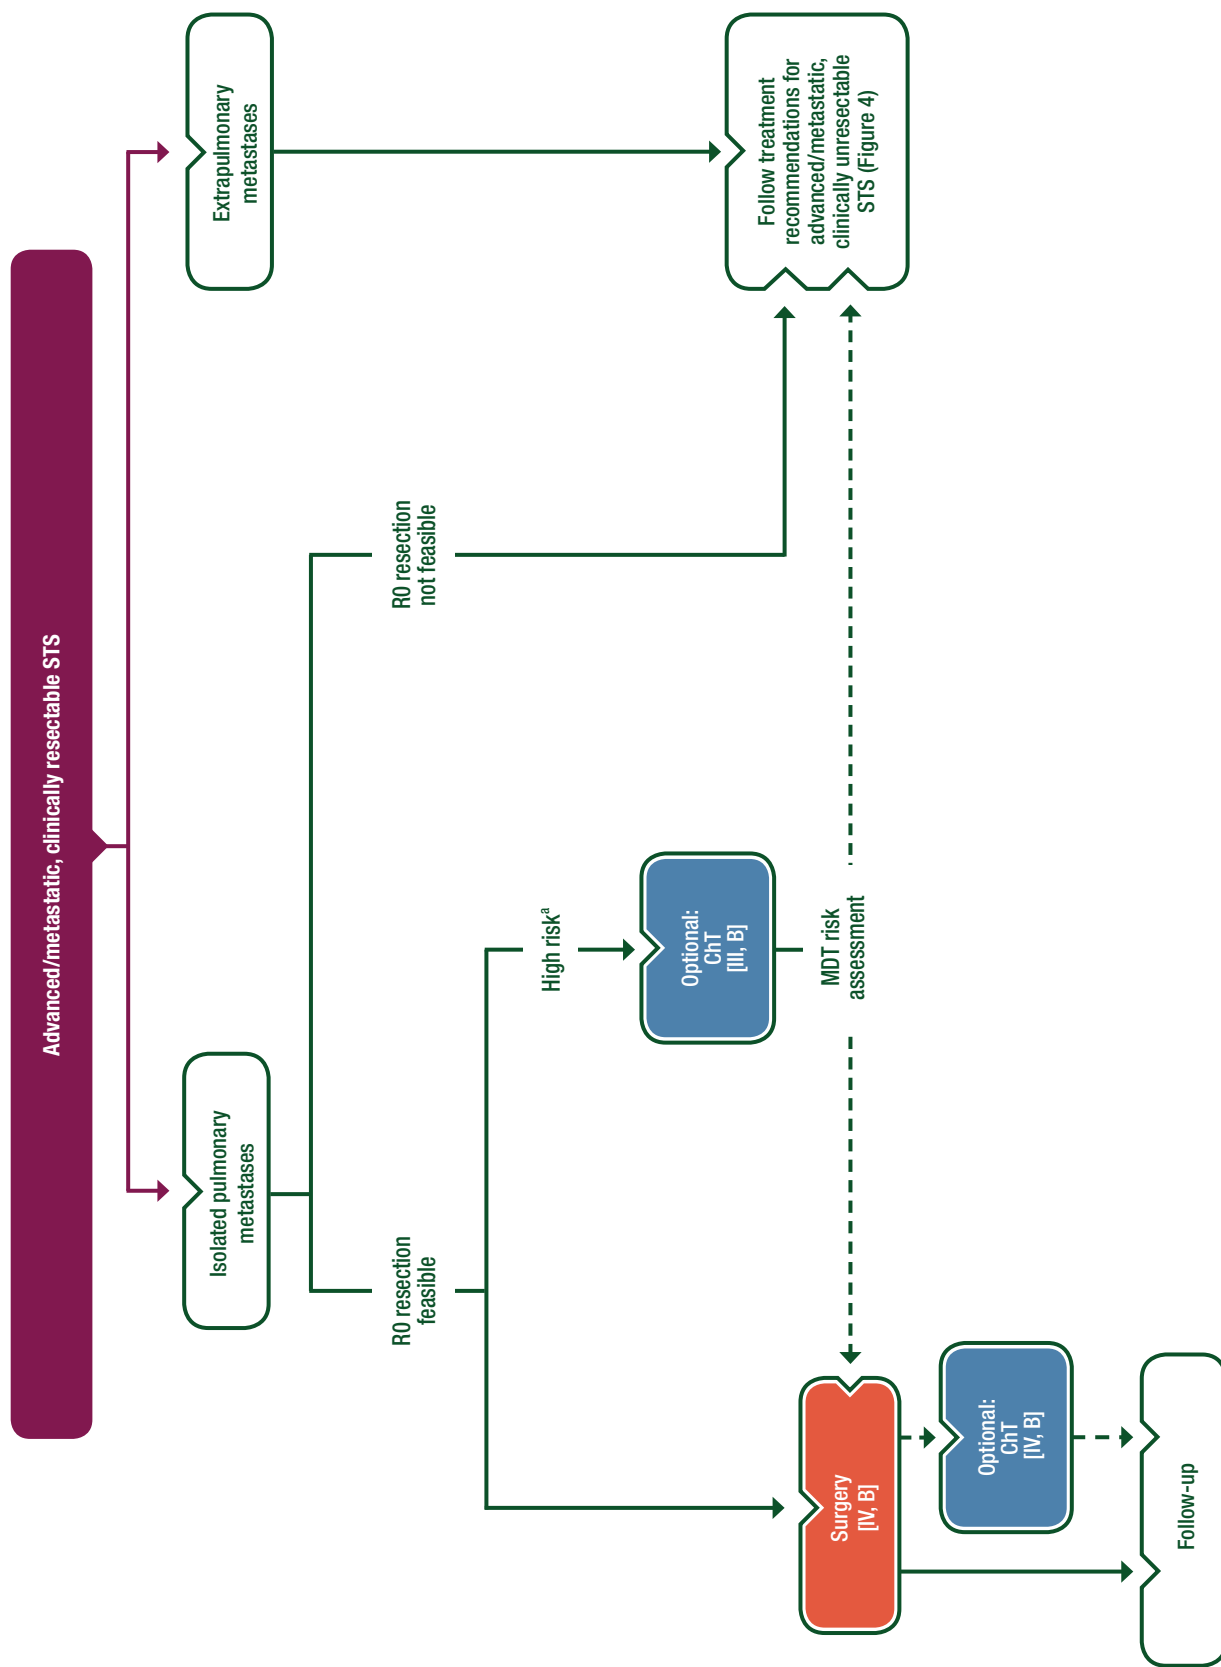 Advanced/metastatic, clinically resectable STS
Isolated pulmonary
metastases
Extrapulmonary
metastases
R0 resection
feasible
R0 resection
not feasible
High riskᵃ
Optional:
ChT
[III, B]
MDT risk
assessment
Surgery
[IV, B]
Follow treatment
recommendations for
advanced/metastatic,
clinically unresectable
STS (Figure 4)
Optional:
ChT
[IV, B]
Follow-up